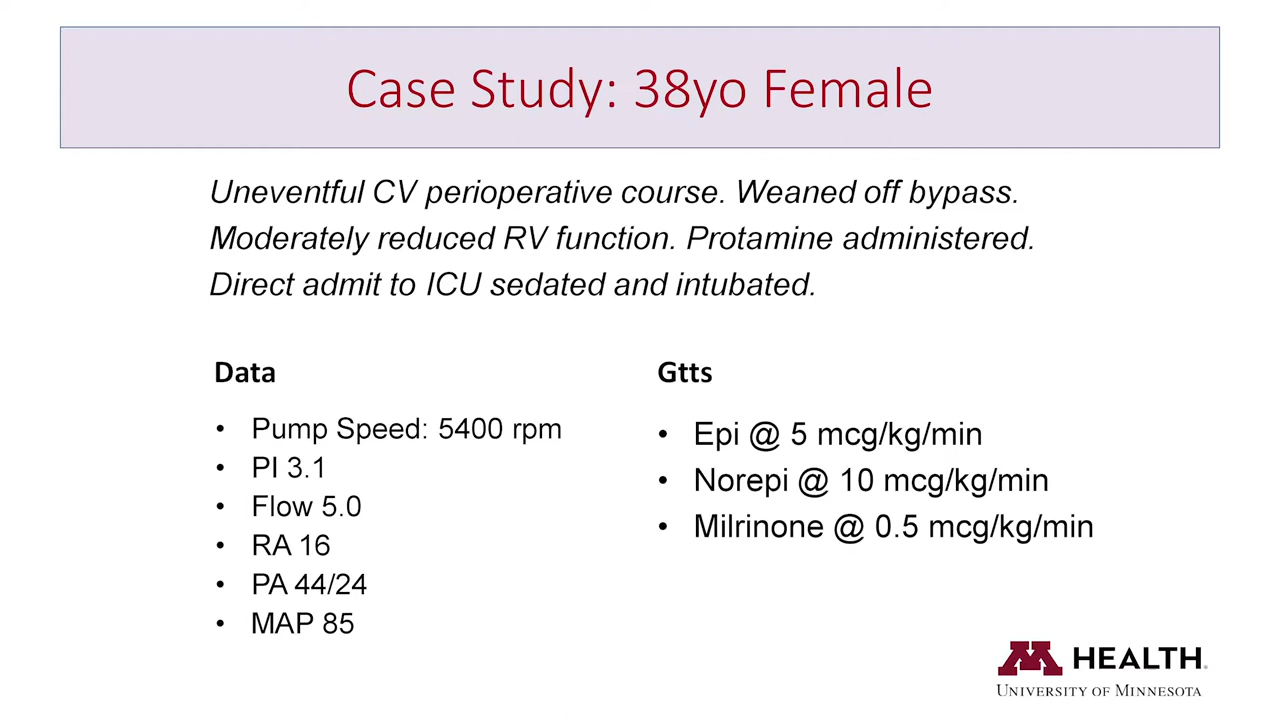 Case Study: 38yo Female
Uneventful CV perioperative course. Weaned off bypass.
Moderately reduced RV function. Protamine administered.
Direct admit to ICU sedated and intubated.
Data
• Pump Speed: 5400 rpm
• PI 3.1
• Flow 5.0
• RA 16
• PA 44/24
• MAP 85
Gtts
• Epi @ 5 mcg/kg/min
• Norepi @ 10 mcg/kg/min
• Milrinone @ 0.5 mcg/kg/min
M HEALTH
UNIVERSITY OF MINNESOTA